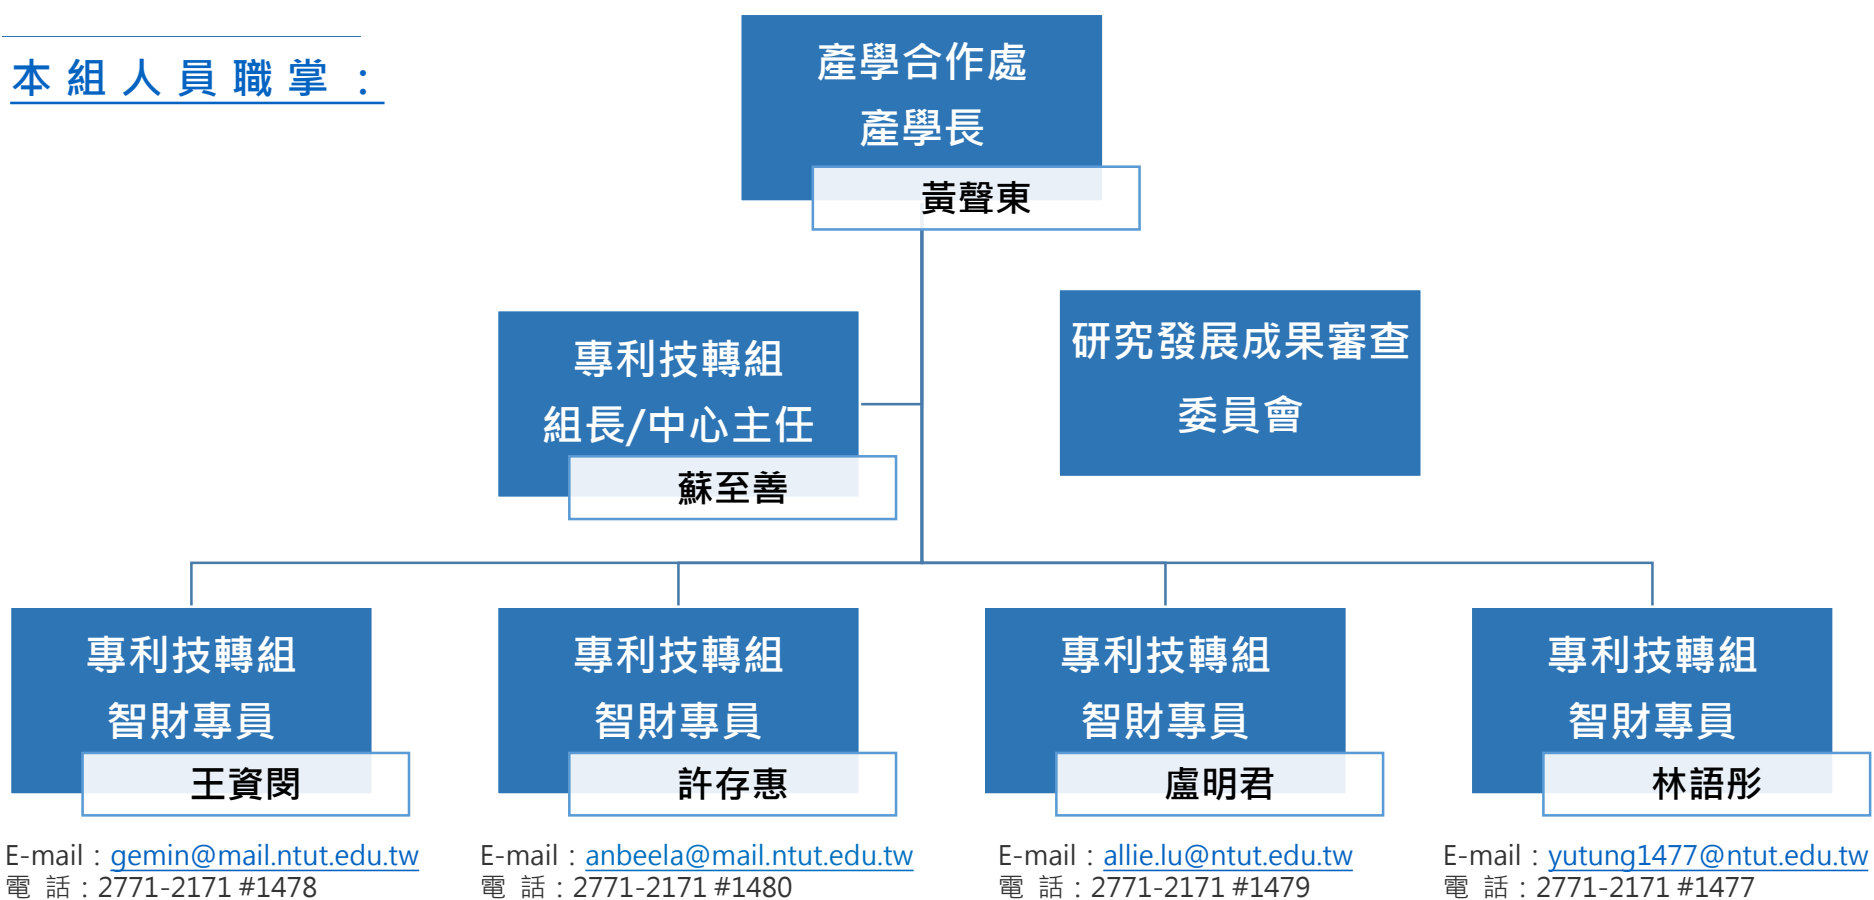 本組人員職掌：
產學合作處
產學長
黃聲東
專利技轉組
組長/中心主任
蘇至善
研究發展成果審查
委員會
專利技轉組
智財專員
王資閔
E-mail：gemin@mail.ntut.edu.tw
電 話：2771-2171 #1478
專利技轉組
智財專員
許存惠
E-mail：anbeela@mail.ntut.edu.tw
電 話：2771-2171 #1480
專利技轉組
智財專員
盧明君
E-mail：allie.lu@ntut.edu.tw
電 話：2771-2171 #1479
專利技轉組
智財專員
林語彤
E-mail：yutung1477@ntut.edu.tw
電 話：2771-2171 #1477